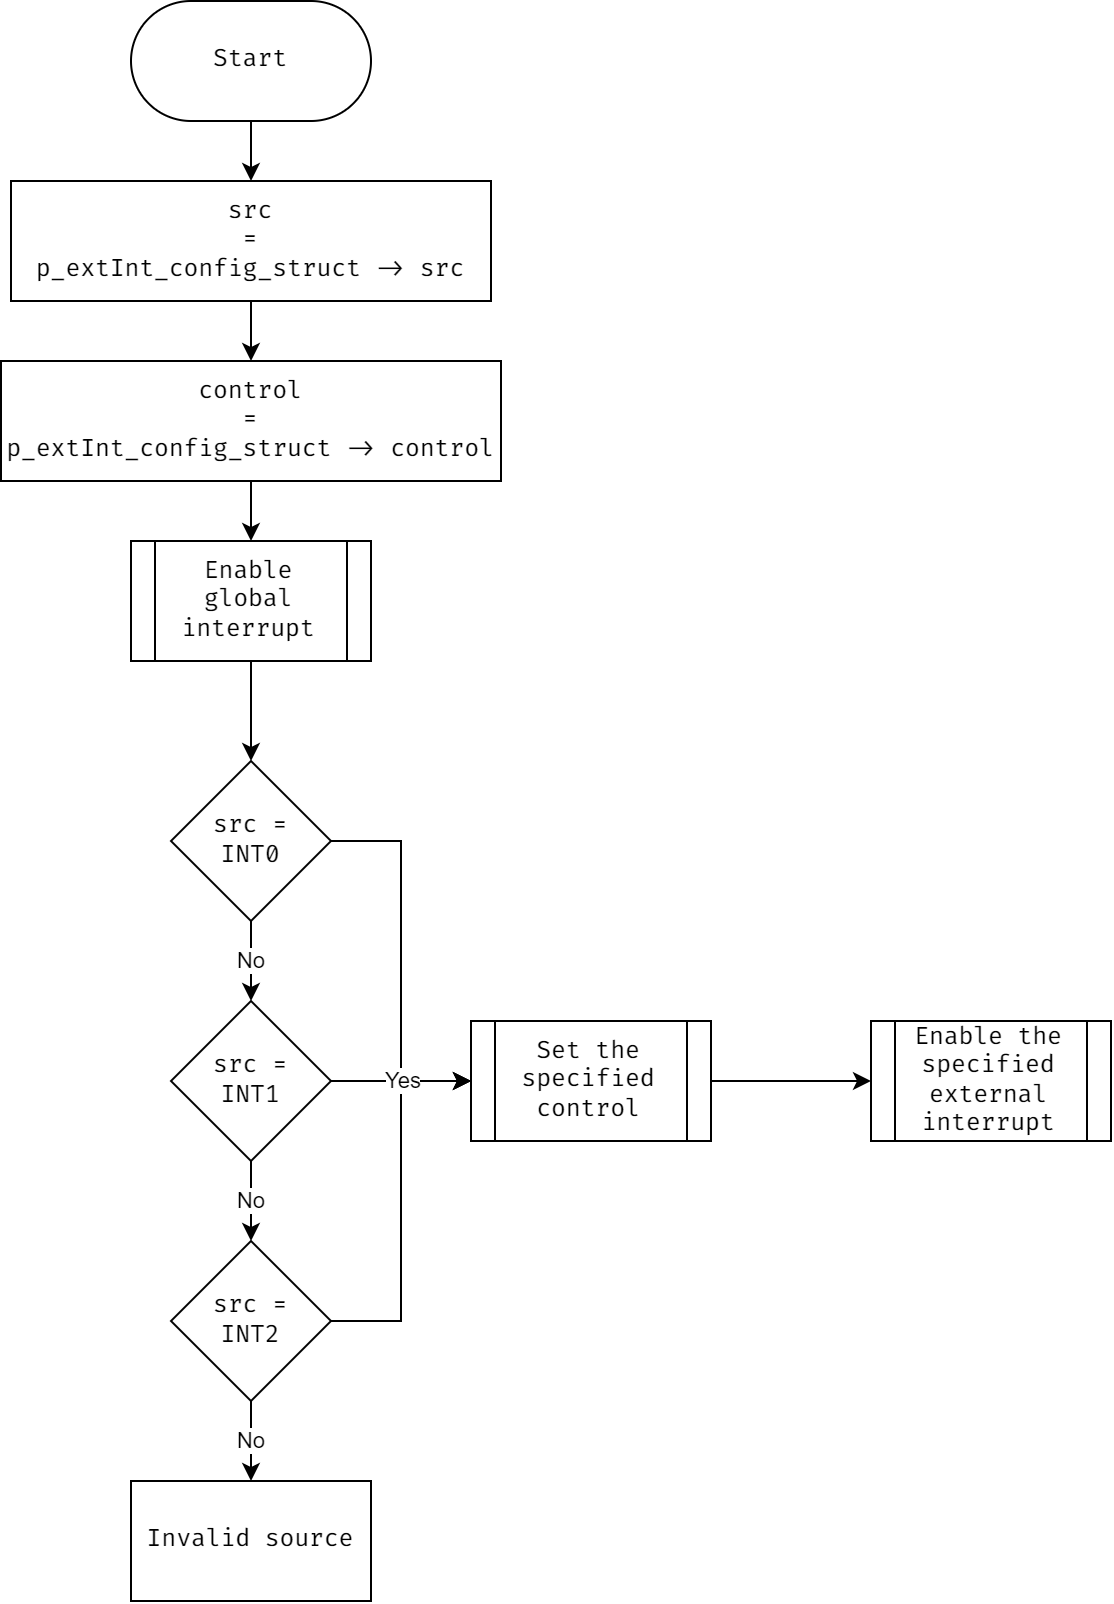 Start
src
=
p_extInt_config_struct -> src
control
=
p_extInt_config_struct -> control
Enable
global
interrupt
src =
INT0
No
src =
INT1
Yes
Set the
specified
control
Enable the
specified
external
interrupt
No
src =
INT2
No
Invalid source